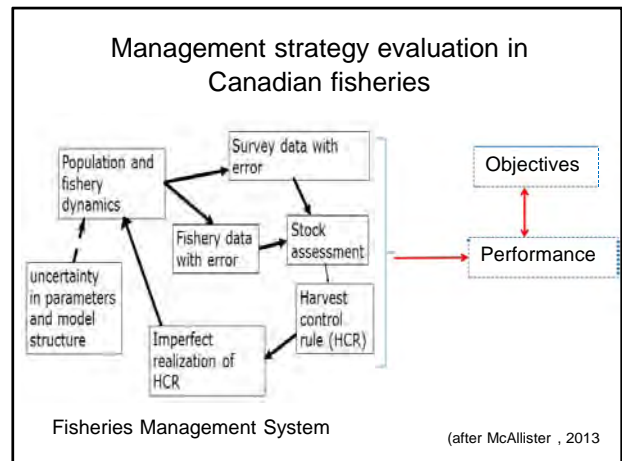 Management strategy evaluation in
Canadian fisheries
Population and
fishery
dynamics
Survey data with
error
Fishery data
with error
Stock
assessment
uncertainty
in parameters
and model
structure
Imperfect
realization of
HCR
Harvest
control
rule (HCR)
Objectives
Performance
Fisheries Management System
(after McAllister , 2013